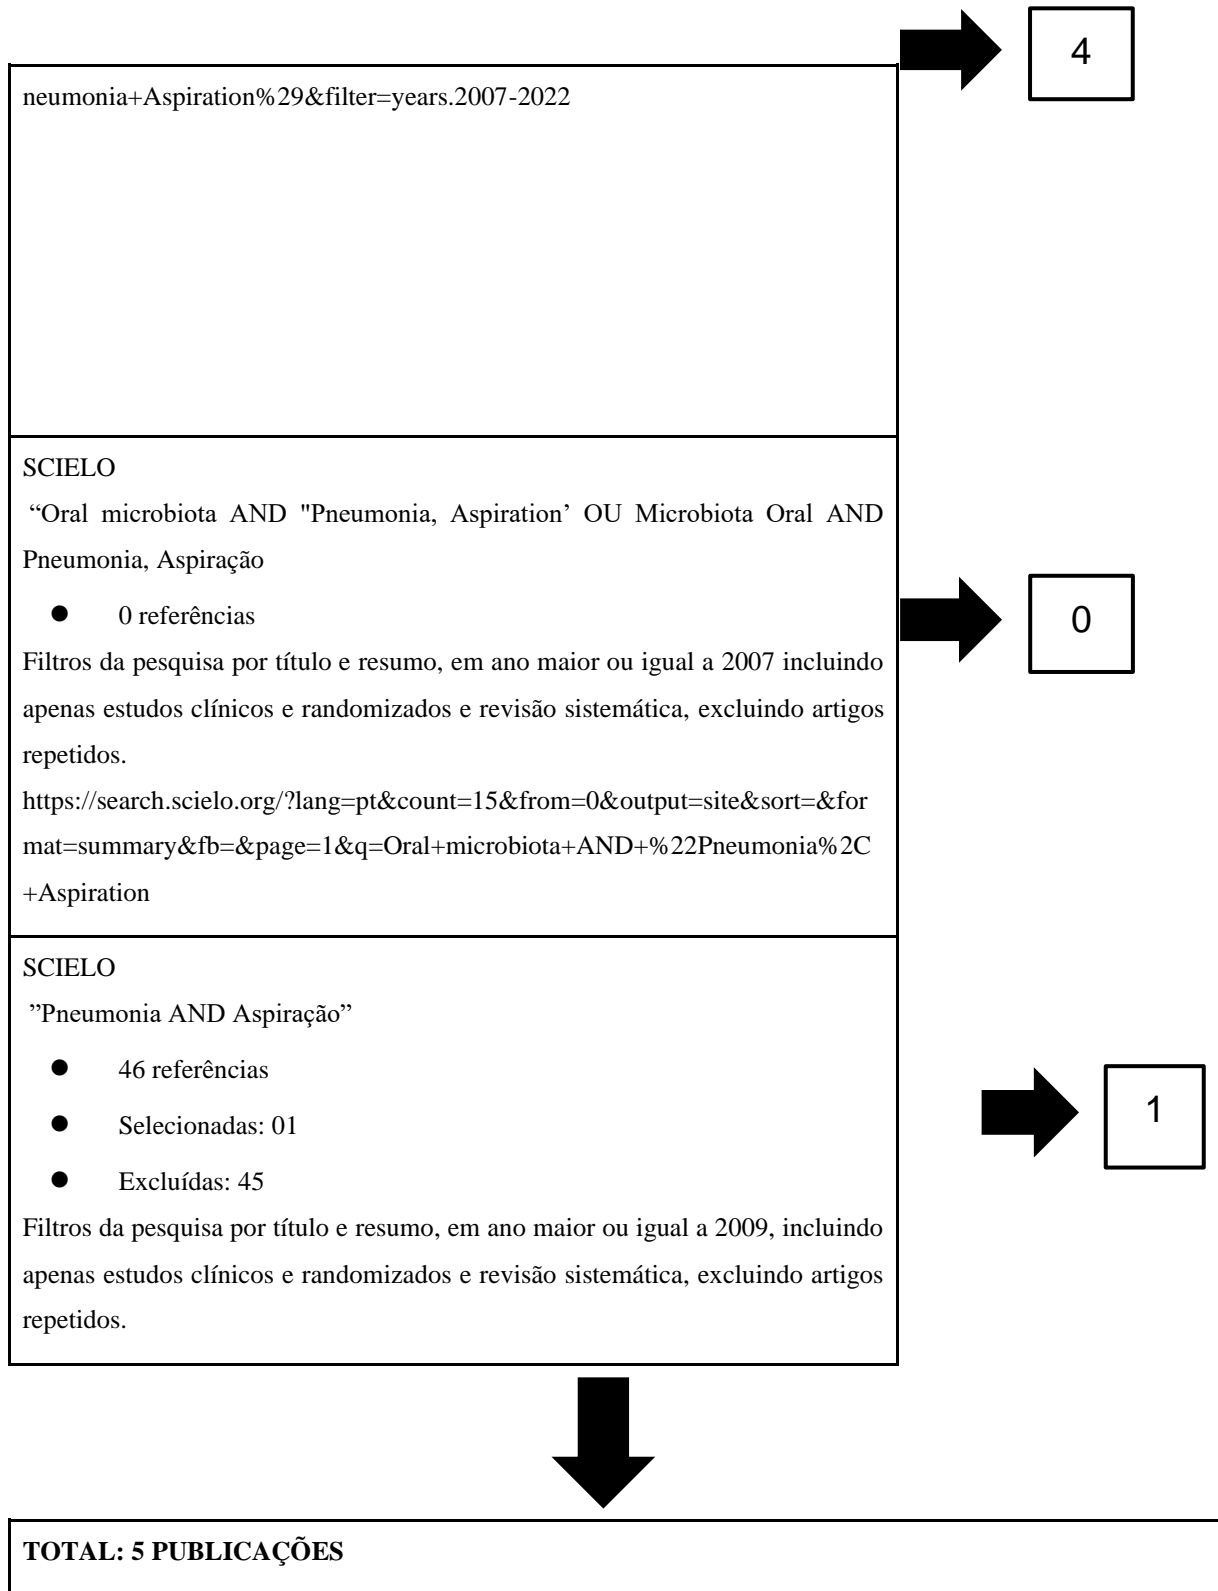 4
neumonia+Aspiration%29&filter=years.2007-2022
SCIELO
“Oral microbiota AND "Pneumonia, Aspiration’ OU Microbiota Oral AND
Pneumonia, Aspiração
● 0 referências
0
Filtros da pesquisa por título e resumo, em ano maior ou igual a 2007 incluindo
apenas estudos clínicos e randomizados e revisão sistemática, excluindo artigos
repetidos.
https://search.scielo.org/?lang=pt&count=15&from=0&output=site&sort=&for
mat=summary&fb=&page=1&q=Oral+microbiota+AND+%22Pneumonia%2C
+Aspiration
SCIELO
”Pneumonia AND Aspiração”
● 46 referências
● Selecionadas: 01
1
● Excluídas: 45
Filtros da pesquisa por título e resumo, em ano maior ou igual a 2009, incluindo
apenas estudos clínicos e randomizados e revisão sistemática, excluindo artigos
repetidos.
TOTAL: 5 PUBLICAÇÕES